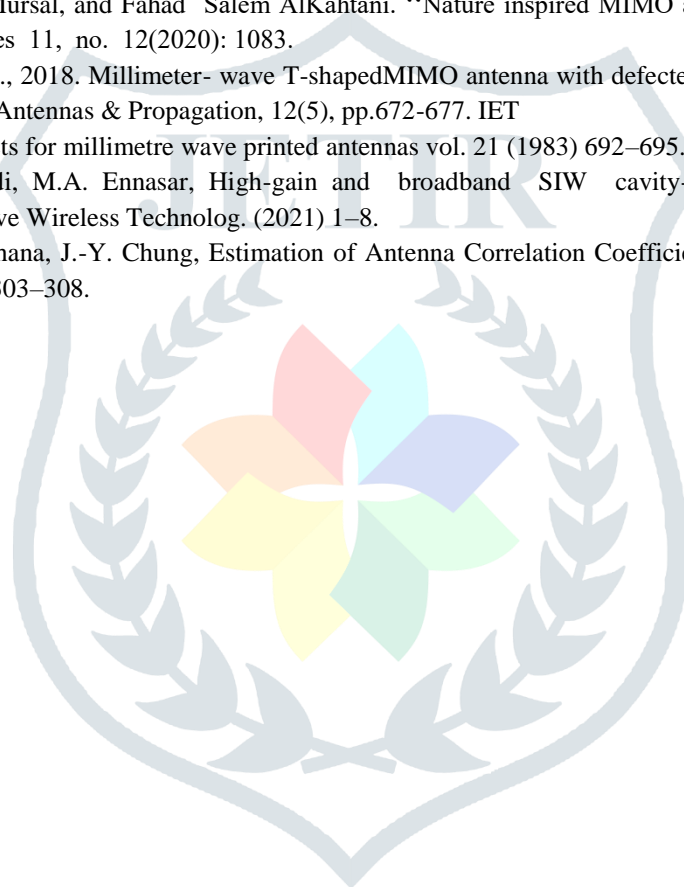 Mursal, and Fahad Salem AlKahtani. "Nature inspired MIMO
es 11, no. 12(2020): 1083.
., 2018. Millimeter- wave T-shapedMIMO antenna with defecte
Antennas & Propagation, 12(5), pp.672-677. IET
ts for millimetre wave printed antennas vol. 21 (1983) 692–695.
di, M.A. Ennasar, High-gain and broadband SIW cavity-
ve Wireless Technolog. (2021) 1–8.
hana, J.-Y. Chung, Estimation of Antenna Correlation Coefficie
303–308.
JETIR